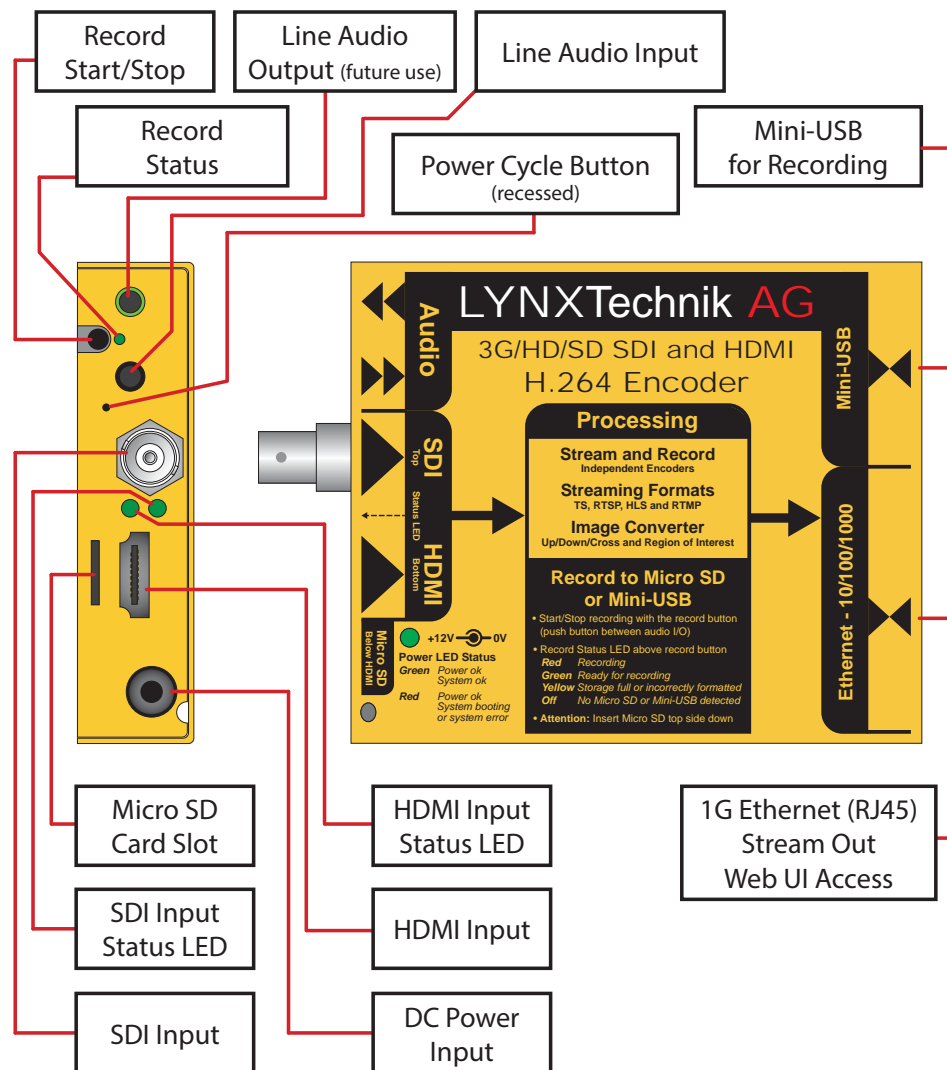 Record
Start/Stop
Line Audio
Output (future use)
Line Audio Input
Record
Status
Power Cycle Button
(recessed)
Mini-USB
for Recording
LYNXTechnik AG
3G/HD/SD SDI and HDMI
H.264 Encoder
Audio
SDI
Top
Status LED
HDMI
Bottom
Micro SD
Below HDMI
Processing
Stream and Record
Independent Encoders
Streaming Formats
TS, RTSP, HLS and RTMP
Image Converter
Up/Down/Cross and Region of Interest
Record to Micro SD
or Mini-USB
• Start/Stop recording with the record button
(push button between audio I/O)
• Record Status LED above record button
Red Recording
Green Ready for recording
Yellow Storage full or incorrectly formatted
Off No Micro SD or Mini-USB detected
• Attention: Insert Micro SD top side down
+12V 0V
Power LED Status
Green Power ok
System ok
Red Power ok
System booting
or system error
Mini-USB
Ethernet - 10/100/1000
Micro SD
Card Slot
HDMI Input
Status LED
1G Ethernet (RJ45)
Stream Out
Web UI Access
SDI Input
Status LED
HDMI Input
SDI Input
DC Power
Input